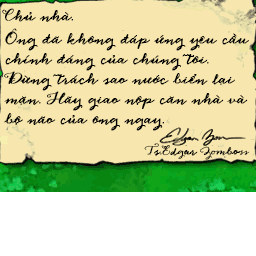 Chủ nhà.
Ông đã không đáp ứng yêu cầu
chính đáng của chúng tôi.
Đừng trách sao nước biển lại
mặn. Hãy giao nộp căn nhà và
bộ não của ông ngay.
Edgar Zom
Ts.Edgar Zomboss